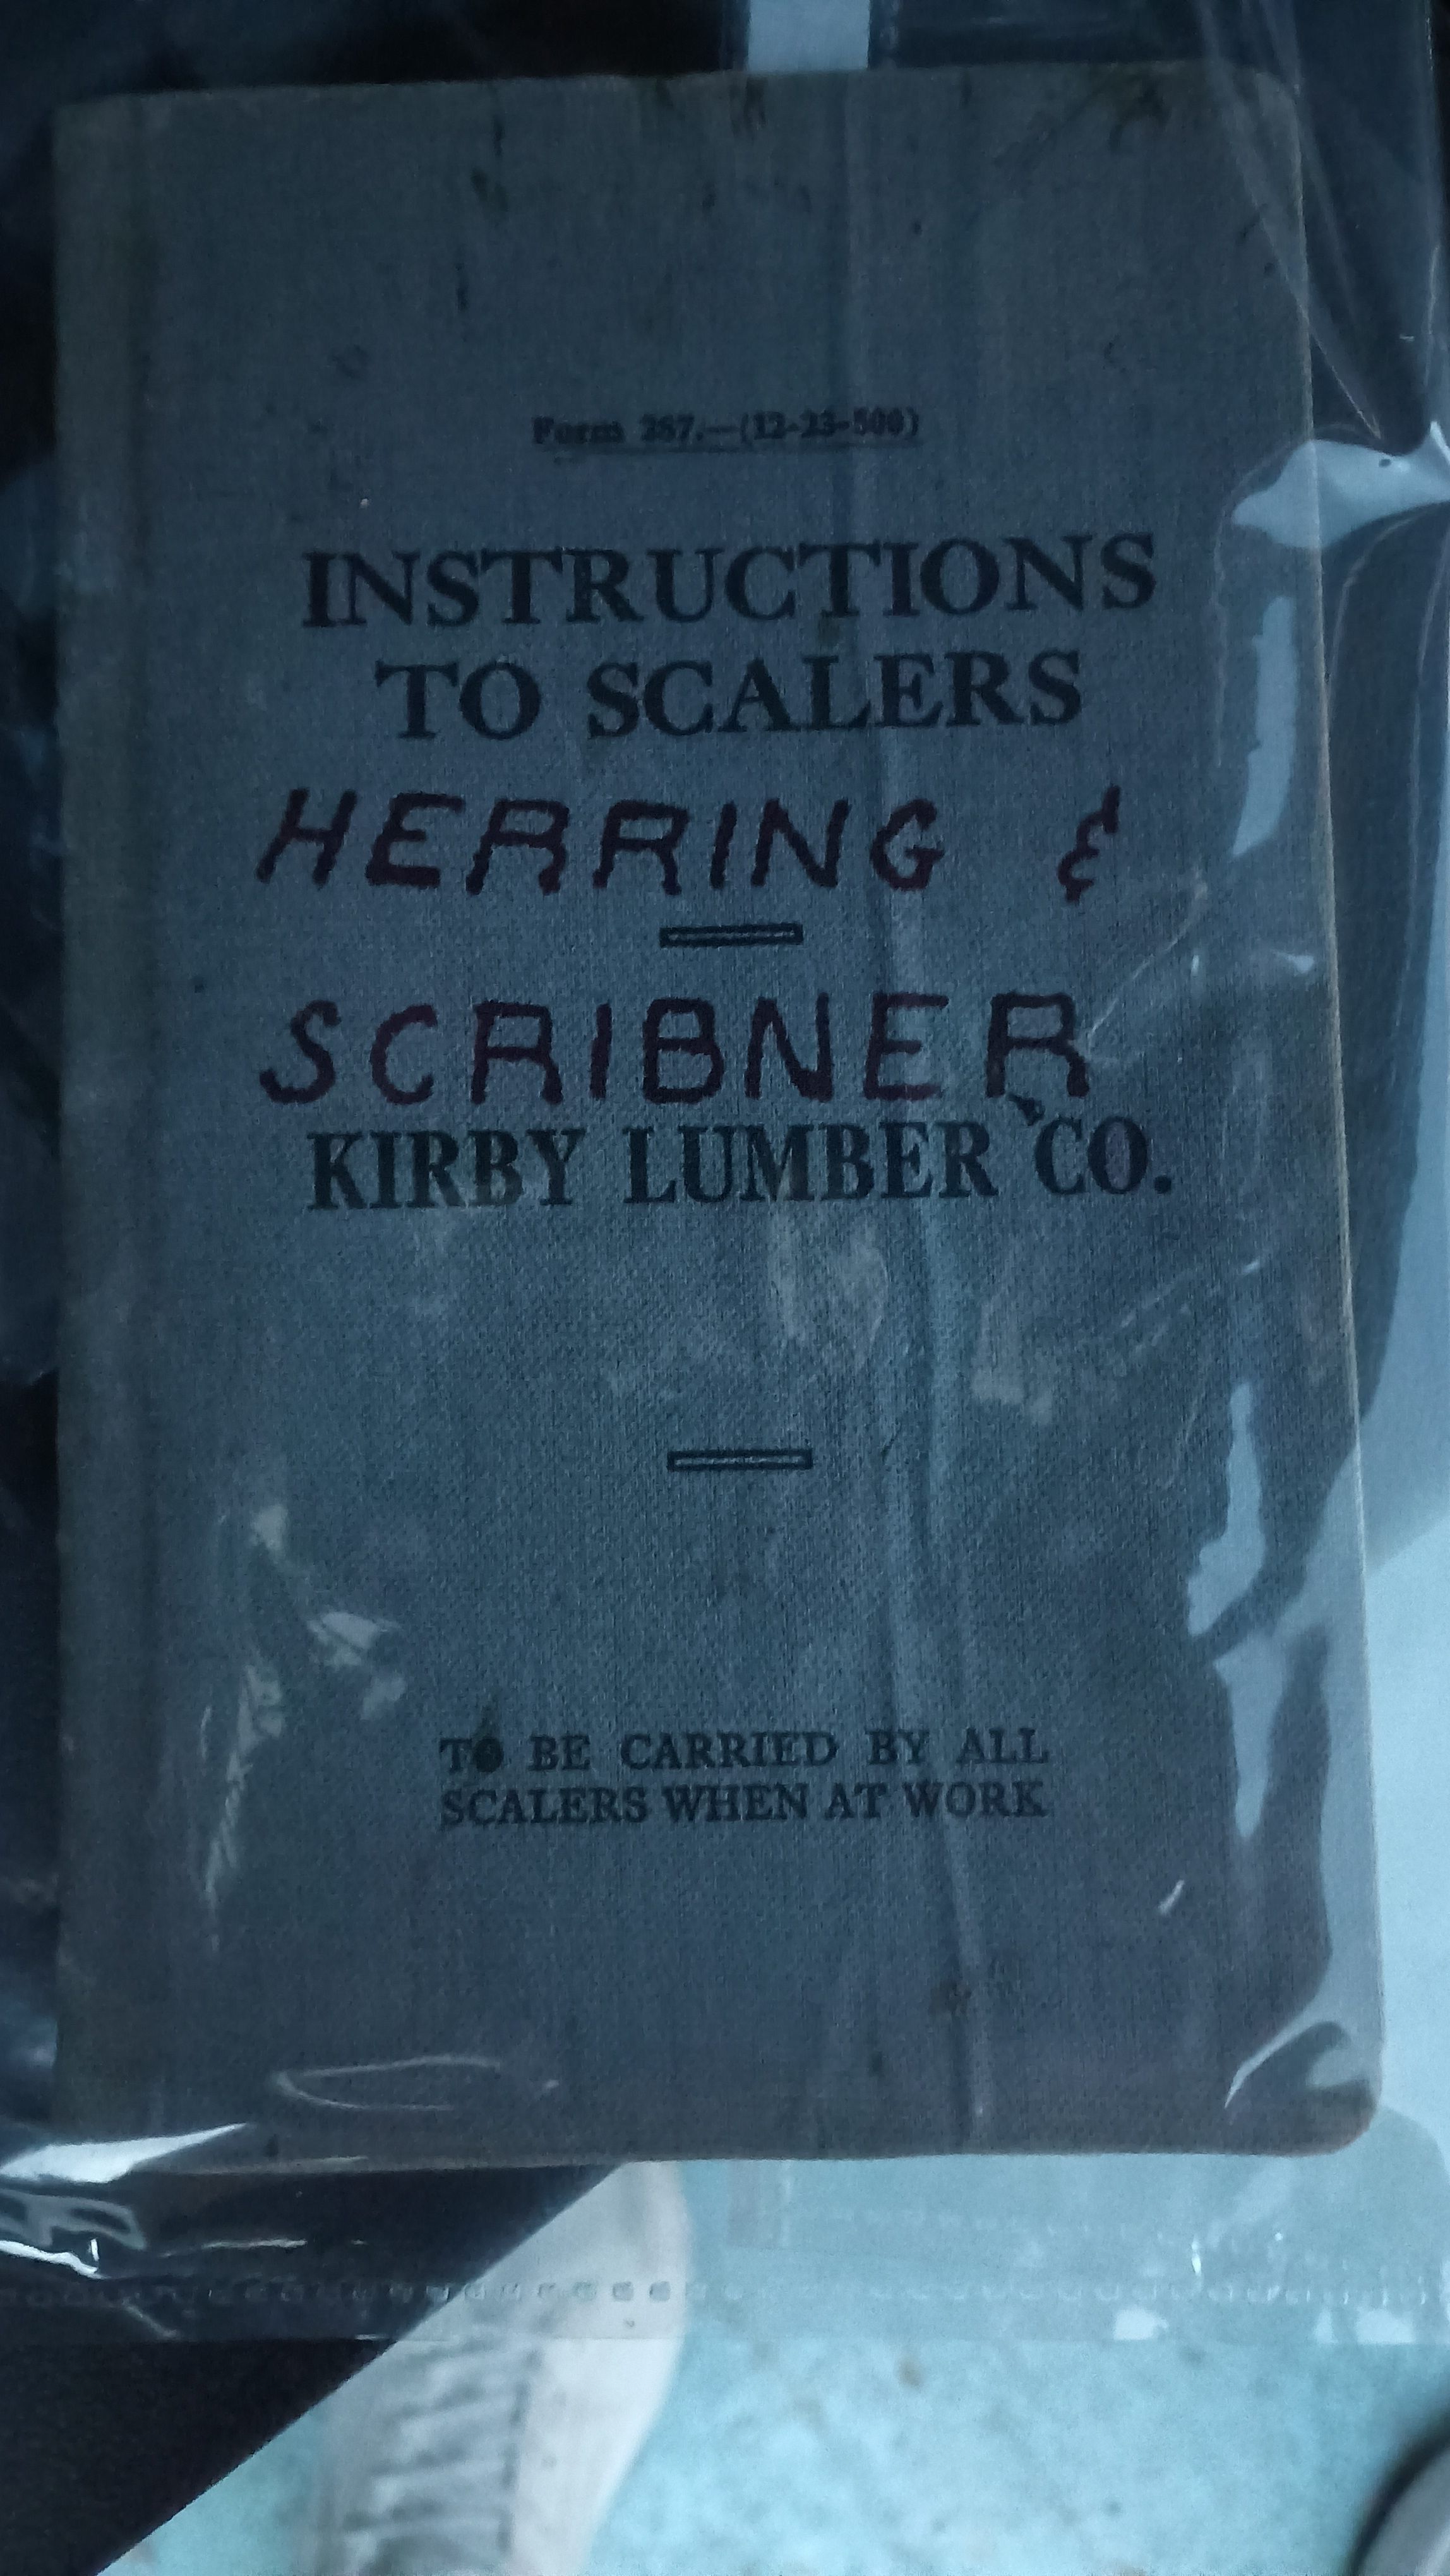 Form 267.—(12-23-500)
INSTRUCTIONS
TO SCALERS
HERRING &
SCRIBNER
KIRBY LUMBER CO.
TO BE CARRIED BY ALL
SCALERS WHEN AT WORK